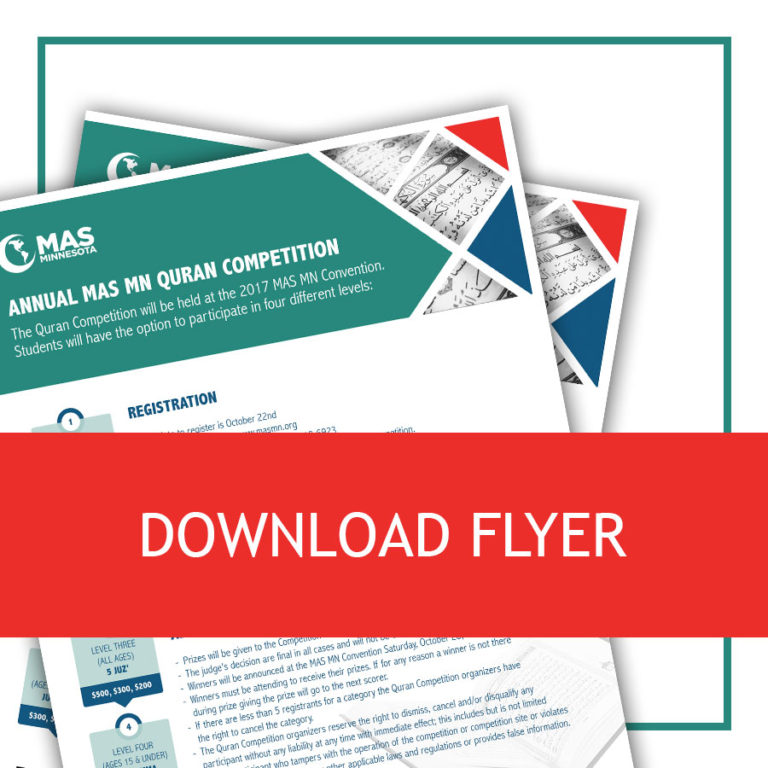 MAS
MINNESOTA
ANNUAL MAS MN QURAN COMPETITION
The Quran Competition will be held at the 2017 MAS MN Convention.
Students will have the option to participate in four different levels:
1
REGISTRATION
to register is October 22nd
DOWNLOAD FLYER
LEVEL THREE
(ALL AGES)
5 JUZ'
$500, $300, $200
4
LEVEL FOUR
(AGES 15 & UNDER)
- Prizes will be given to the Competition
- The judge's decision are final in all cases and will not be
- Winners will be announced at the MAS MN Convention Saturday, October
- Winners must be attending to receive their prizes. If for any reason a winner is not there
during prize giving the prize will go to the next scorer.
- If there are less than 5 registrants for a category the Quran Competition organizers have
the right to cancel the category.
- The Quran Competition organizers reserve the right to dismiss, cancel and/or disqualify any
participant without any liability at any time with immediate effect; this includes but is not limited
who tampers with the operation of the competition or competition site or violates
other applicable laws and regulations or provides false information.